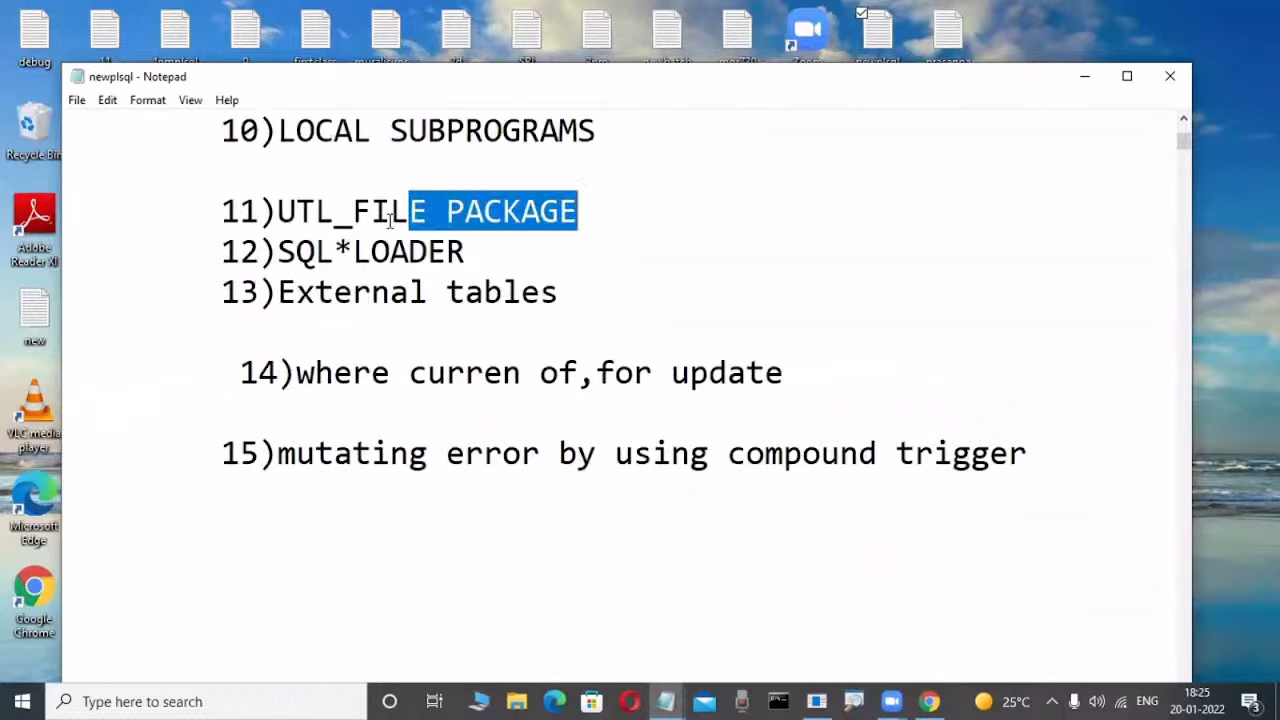 debug
newplsql - Notepad
File Edit Format View Help
10)LOCAL SUBPROGRAMS
11)UTL_FILE PACKAGE
12)SQL*LOADER
13)External tables
14)where curren of,for update
15)mutating error by using compound trigger
Recycle Bin
Adobe
Reader XI
new
VLC media
player
Microsoft
Edge
Google
Chrome
Type here to search
25°C
ENG
18:25
20-01-2022
3